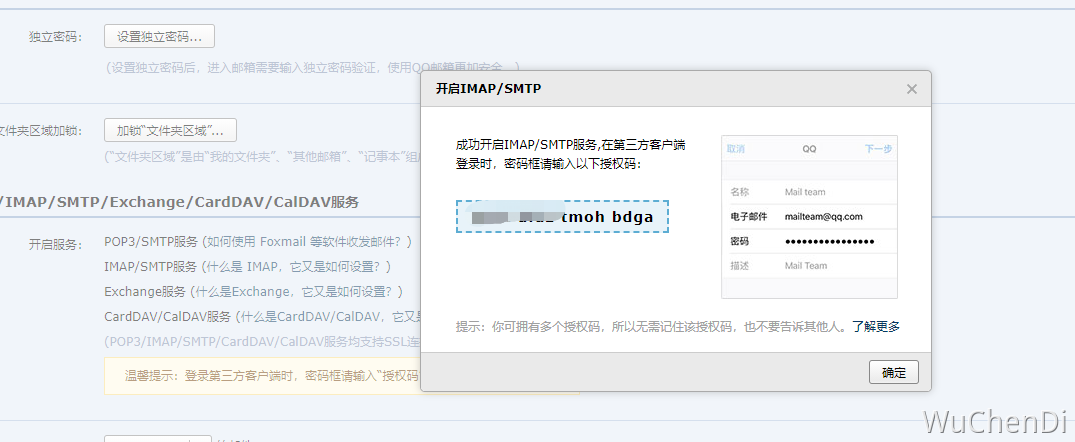 独立密码：
设置独立密码...
(设置独立密码后，进入邮箱需要输入独立密码验证，使用QQ邮箱更加安全。)
文件夹区域加锁：
加锁“文件夹区域”...
(“文件夹区域”是由“我的文件夹”、“其他邮箱”、“记事本”组
/IMAP/SMTP/Exchange/CardDAV/CalDAV服务
开启服务：
POP3/SMTP服务 (如何使用 Foxmail 等软件收发邮件？)
IMAP/SMTP服务 (什么是 IMAP，它又是如何设置？)
Exchange服务 (什么是Exchange，它又是如何设置？)
CardDAV/CalDAV服务 (什么是CardDAV/CalDAV，它又
(POP3/IMAP/SMTP/CardDAV/CalDAV服务均支持SSL连
温馨提示：登录第三方客户端时，密码框请输入“授权码
开启IMAP/SMTP
成功开启IMAP/SMTP服务,在第三方客户端
登录时，密码框请输入以下授权码：
tmoh bdga
取消 QQ 下一步
名称 Mail team
电子邮件 mailteam@qq.com
密码 ●●●●●●●●●●●●●●●●
描述 Mail Team
提示：你可拥有多个授权码，所以无需记住该授权码，也不要告诉其他人。了解更多
确定
WuChenDi